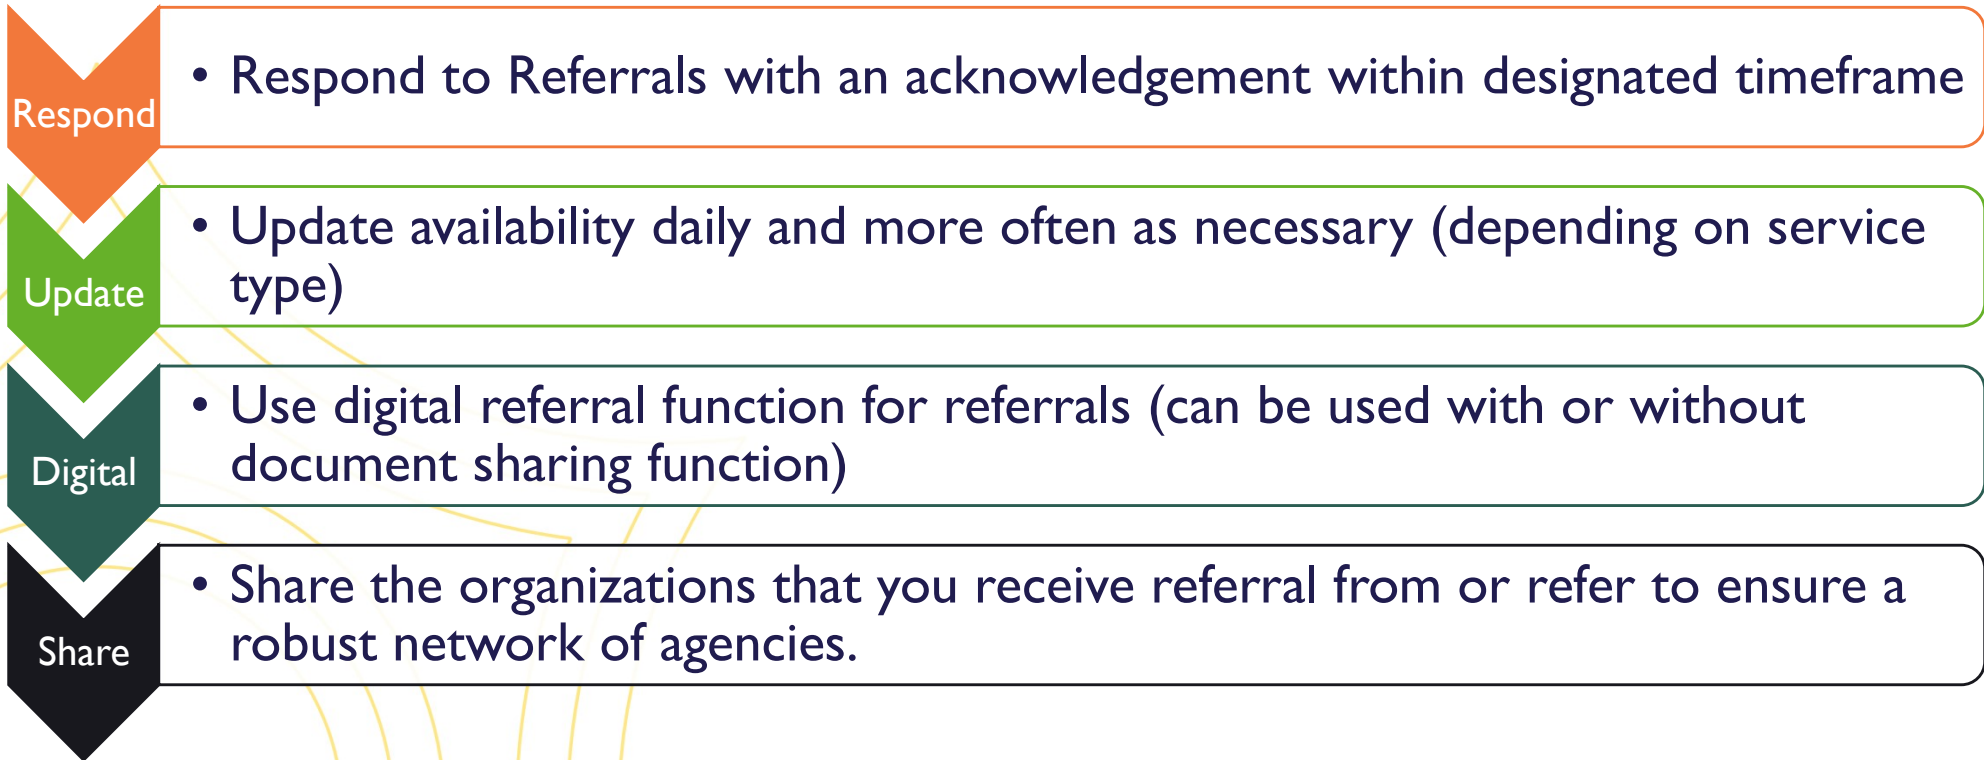 Respond
• Respond to Referrals with an acknowledgement within designated timeframe
Update
• Update availability daily and more often as necessary (depending on service
type)
Digital
• Use digital referral function for referrals (can be used with or without
document sharing function)
Share
• Share the organizations that you receive referral from or refer to ensure a
robust network of agencies.